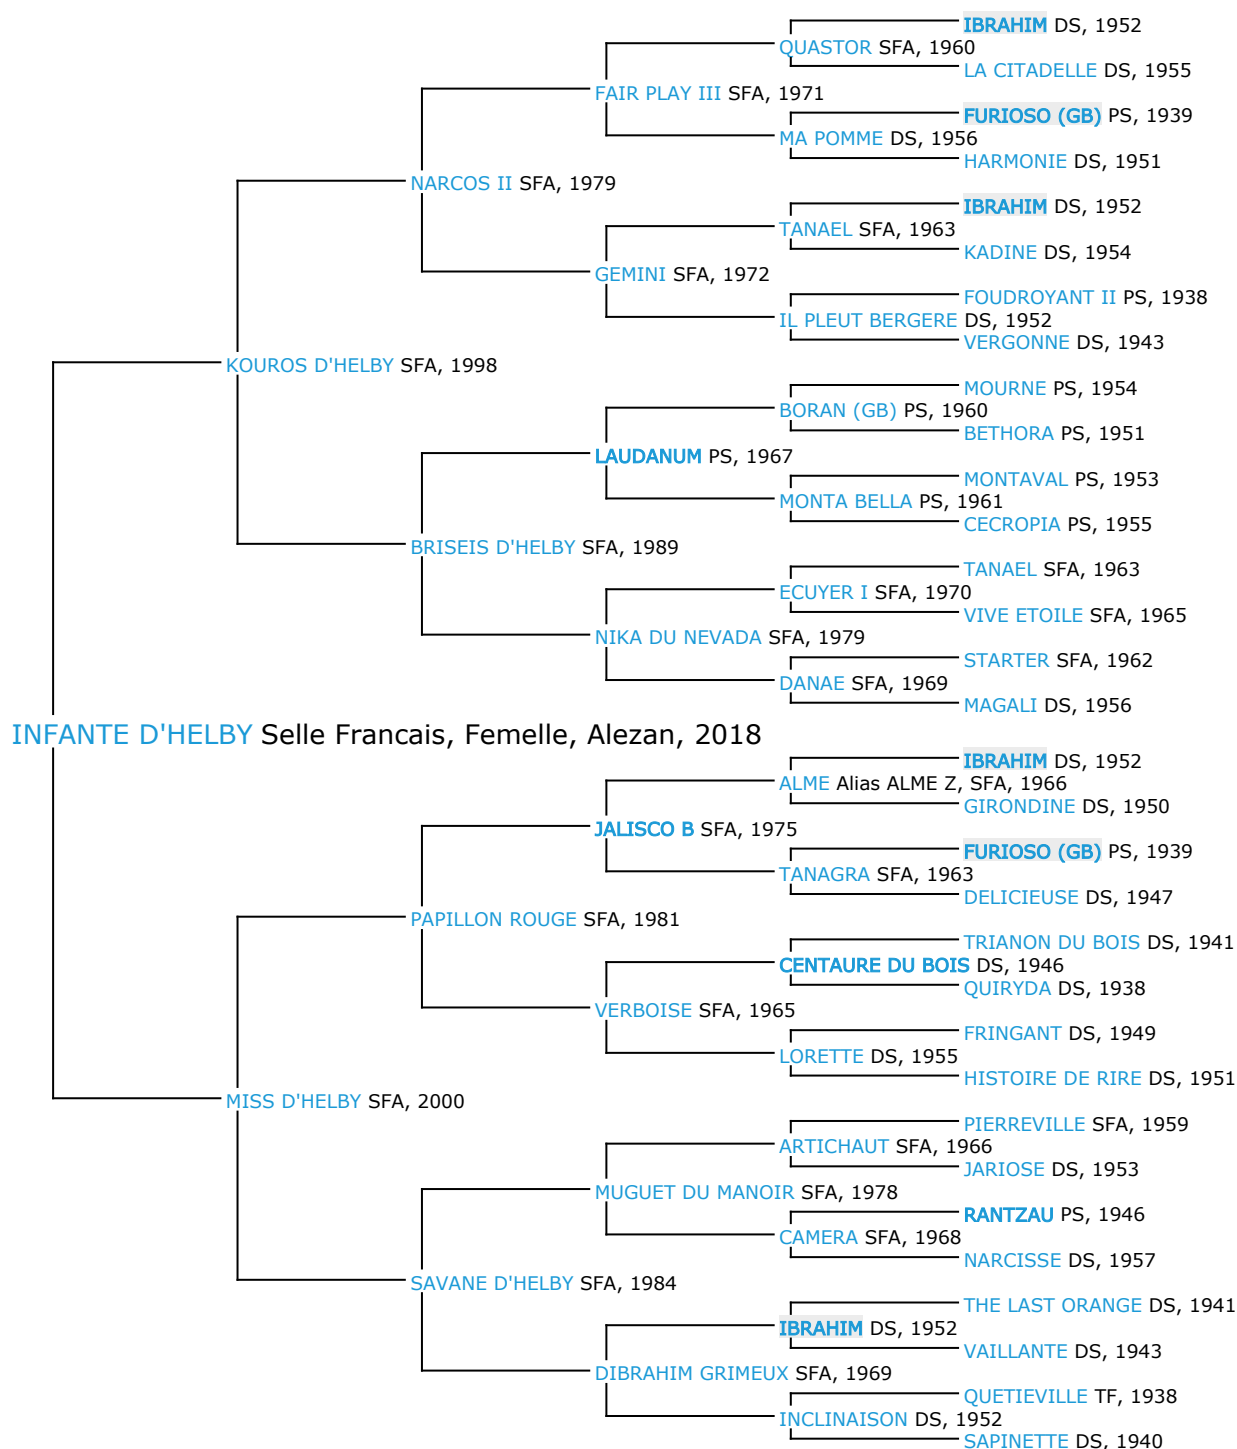 IBRAHIM DS, 1952
QUASTOR SFA, 1960
LA CITADELLE DS, 1955
FAIR PLAY III SFA, 1971
FURIOSO (GB) PS, 1939
MA POMME DS, 1956
HARMONIE DS, 1951
NARCOS II SFA, 1979
IBRAHIM DS, 1952
TANAEL SFA, 1963
KADINE DS, 1954
GEMINI SFA, 1972
FOUDROYANT II PS, 1938
IL PLEUT BERGERE DS, 1952
VERGONNE DS, 1943
KOUROS D'HELBY SFA, 1998
MOURNE PS, 1954
BORAN (GB) PS, 1960
BETHORA PS, 1951
LAUDANUM PS, 1967
MONTAVAL PS, 1953
MONTA BELLA PS, 1961
CECROPIA PS, 1955
BRISEIS D'HELBY SFA, 1989
TANAEL SFA, 1963
ECUYER I SFA, 1970
VIVE ETOILE SFA, 1965
NIKA DU NEVADA SFA, 1979
STARTER SFA, 1962
DANAE SFA, 1969
MAGALI DS, 1956
INFANTE D'HELBY Selle Francais, Femelle, Alezan, 2018
IBRAHIM DS, 1952
ALME Alias ALME Z, SFA, 1966
GIRONDINE DS, 1950
JALISCO B SFA, 1975
FURIOSO (GB) PS, 1939
TANAGRA SFA, 1963
DELICIEUSE DS, 1947
PAPILLON ROUGE SFA, 1981
TRIANON DU BOIS DS, 1941
CENTAURE DU BOIS DS, 1946
QUIRYDA DS, 1938
VERBOISE SFA, 1965
FRINGANT DS, 1949
LORETTE DS, 1955
HISTOIRE DE RIRE DS, 1951
MISS D'HELBY SFA, 2000
PIERREVILLE SFA, 1959
ARTICHAUT SFA, 1966
JARIOSE DS, 1953
MUGUET DU MANOIR SFA, 1978
RANTZAU PS, 1946
CAMERA SFA, 1968
NARCISSE DS, 1957
SAVANE D'HELBY SFA, 1984
THE LAST ORANGE DS, 1941
IBRAHIM DS, 1952
VAILLANTE DS, 1943
DIBRAHIM GRIMEUX SFA, 1969
QUETIEVILLE TF, 1938
INCLINAISON DS, 1952
SAPINETTE DS, 1940